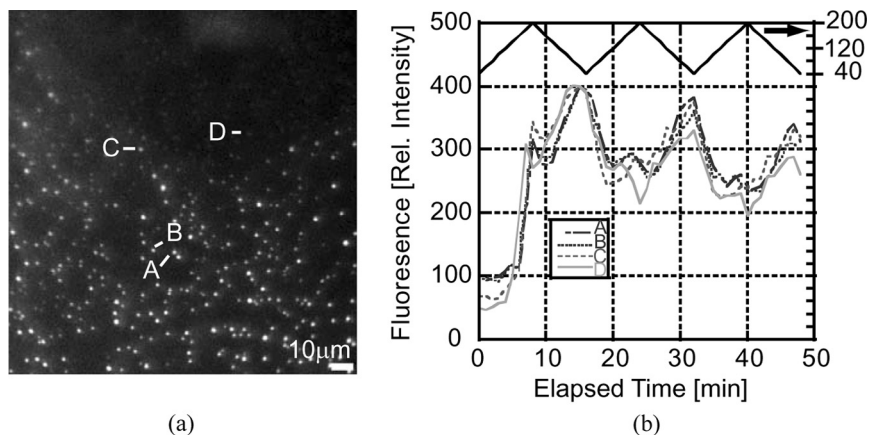 C
D
B
A
10μm
(a)
500
400
300
200
100
0
Fluoresence [Rel. Intensity]
200
120
40
A
B
C
D
0
10
20
30
40
50
Elapsed Time [min]
(b)